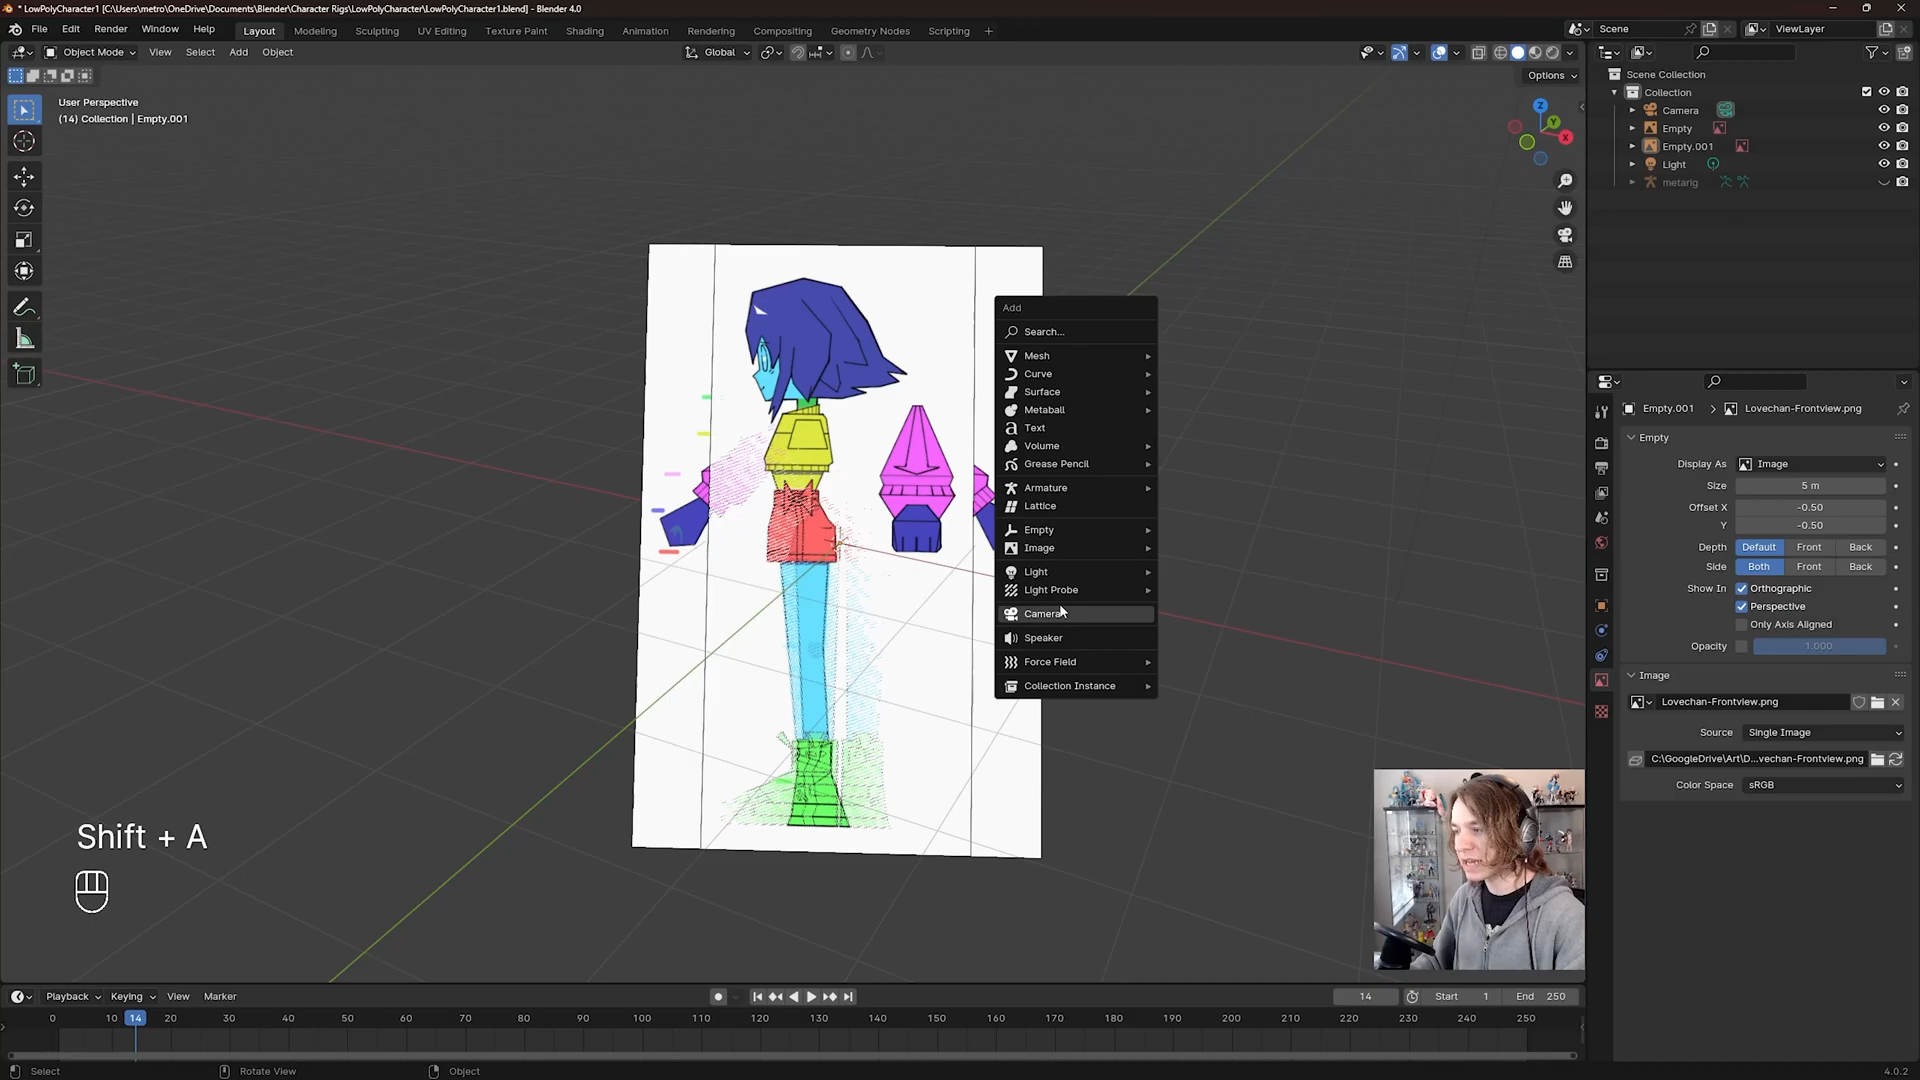 * LowPolyCharacter1 [C:\Users\metro\OneDrive\Documents\Blender\Character Rigs\LowPolyCharacter\LowPolyCharacter1.blend] - Blender 4.0
File Edit Render Window Help Layout Modeling Sculpting UV Editing Texture Paint Shading Animation Rendering Compositing Geometry Nodes Scripting + Scene ViewLayer
Object Mode View Select Add Object Global
Options
User Perspective
(14) Collection | Empty.001
Z
Y
X
Scene Collection
Collection
Camera
Empty
Empty.001
Light
metarig
Add
Search...
Mesh
Curve
Surface
Metaball
Text
Volume
Grease Pencil
Armature
Lattice
Empty
Image
Light
Light Probe
Camera
Speaker
Force Field
Collection Instance
Empty.001 > Lovechan-Frontview.png
Empty
Display As Image
Size 5 m
Offset X -0.50
Y -0.50
Depth Default Front Back
Side Both Front Back
Show In Orthographic
Perspective
Only Axis Aligned
Opacity 1.000
Image
Lovechan-Frontview.png
Source Single Image
C:\GoogleDrive\Art\D...vechan-Frontview.png
Color Space sRGB
Shift + A
Playback Keying View Marker 14 Start 1 End 250
0 10 14 20 30 40 50 60 70 80 90 100 110 120 130 140 150 160 170 180 190 200 210 220 230 240 250
Select Rotate View Object 4.0.2